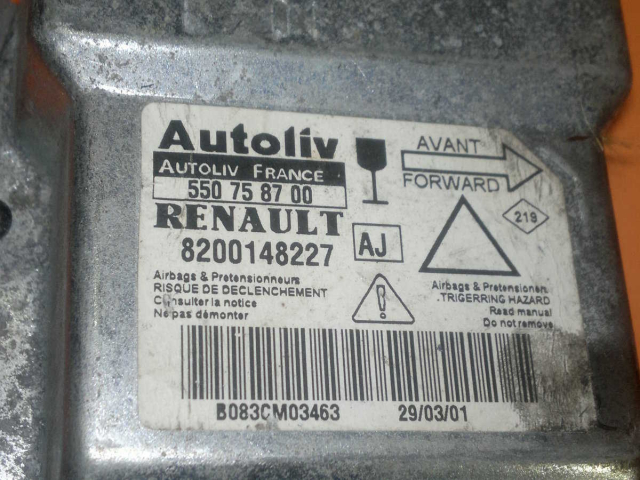 Autoliv
AUTOLIV FRANCE
550 75 87 00
RENAULT
8200148227
AJ
AVANT
FORWARD
219
Airbags & Pretensionneurs
RISQUE DE DECLENCHEMENT
Consulter la notice
Ne pas démonter
!
Airbags & Pretensioners
.TRIGERRING HAZARD
Read manual
Do not remove
B083CM03463
29/03/01